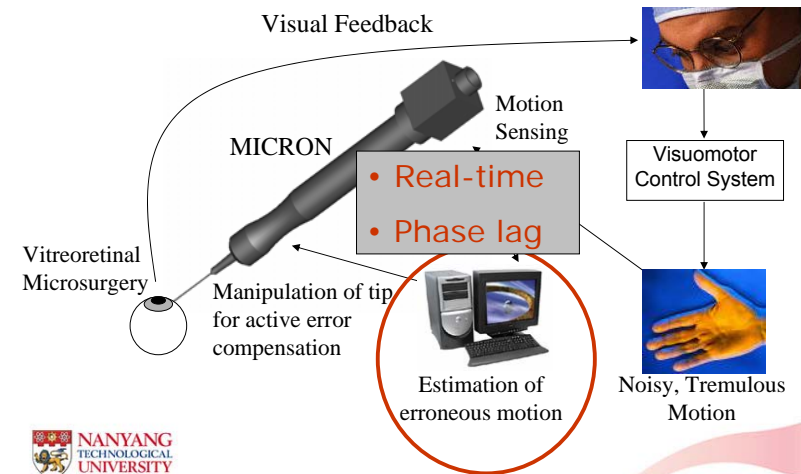 Visual Feedback
Motion
Sensing
MICRON
Visuomotor
Control System
• Real-time
• Phase lag
Vitreoretinal
Microsurgery
Manipulation of tip
for active error
compensation
Estimation of
erroneous motion
Noisy, Tremulous
Motion
NANYANG
TECHNOLOGICAL
UNIVERSITY